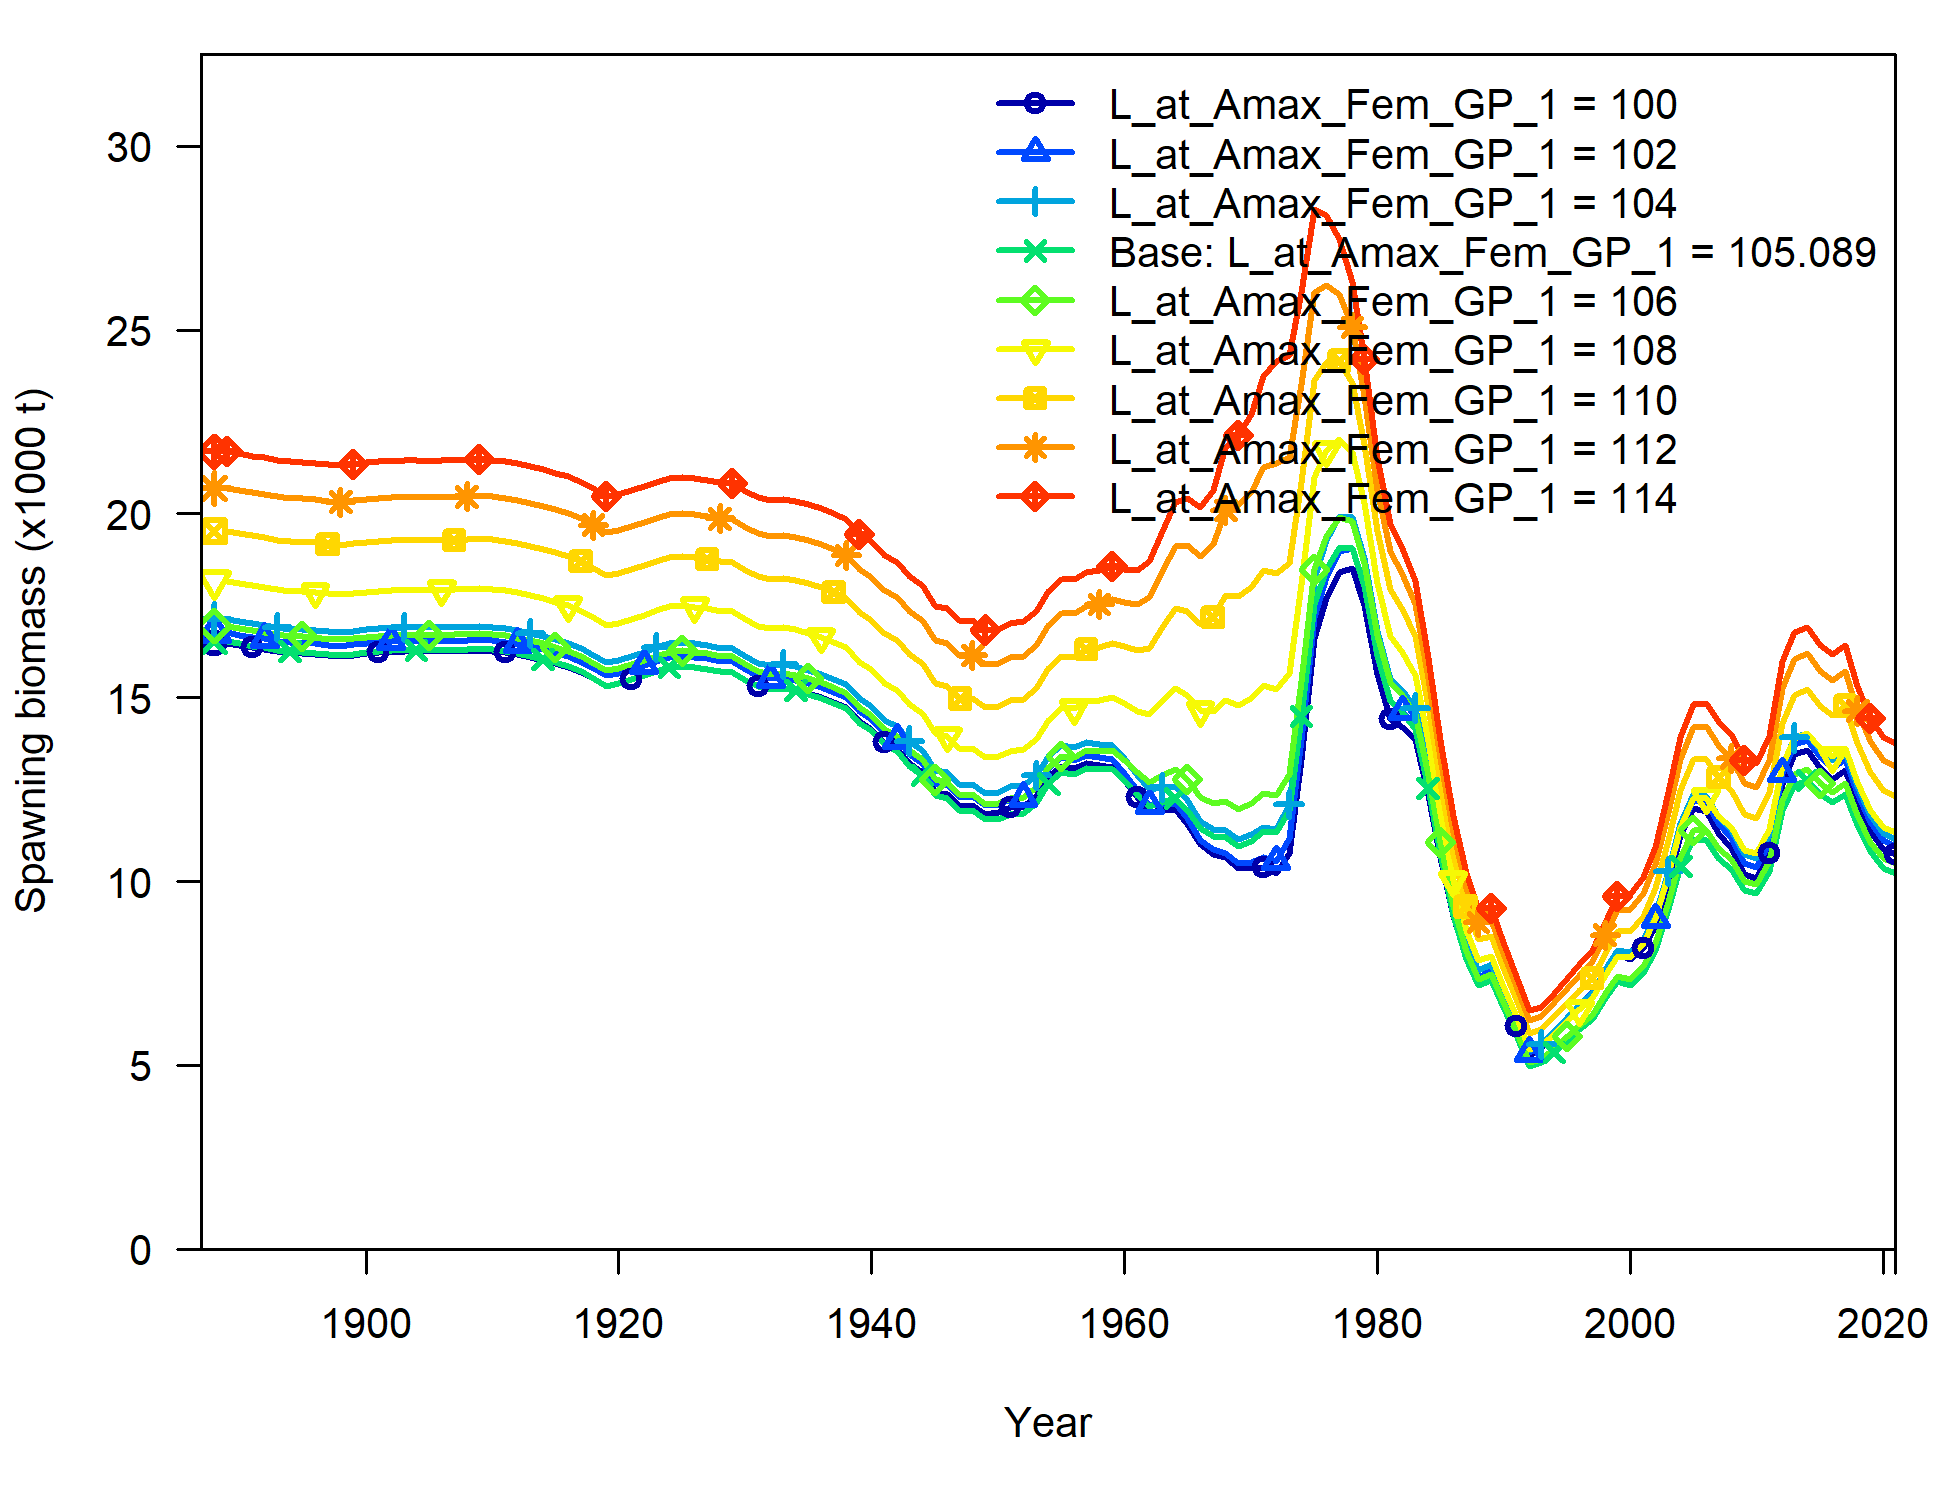 L_at_Amax_Fem_GP_1 = 100
L_at_Amax_Fem_GP_1 = 102
L_at_Amax_Fem_GP_1 = 104
Base: L_at_Amax_Fem_GP_1 = 105.089
L_at_Amax_Fem_GP_1 = 106
L_at_Amax_Fem_GP_1 = 108
L_at_Amax_Fem_GP_1 = 110
L_at_Amax_Fem_GP_1 = 112
L_at_Amax_Fem_GP_1 = 114
Spawning biomass (x1000 t)
30
25
20
15
10
5
0
1900 1920 1940 1960 1980 2000 2020
Year